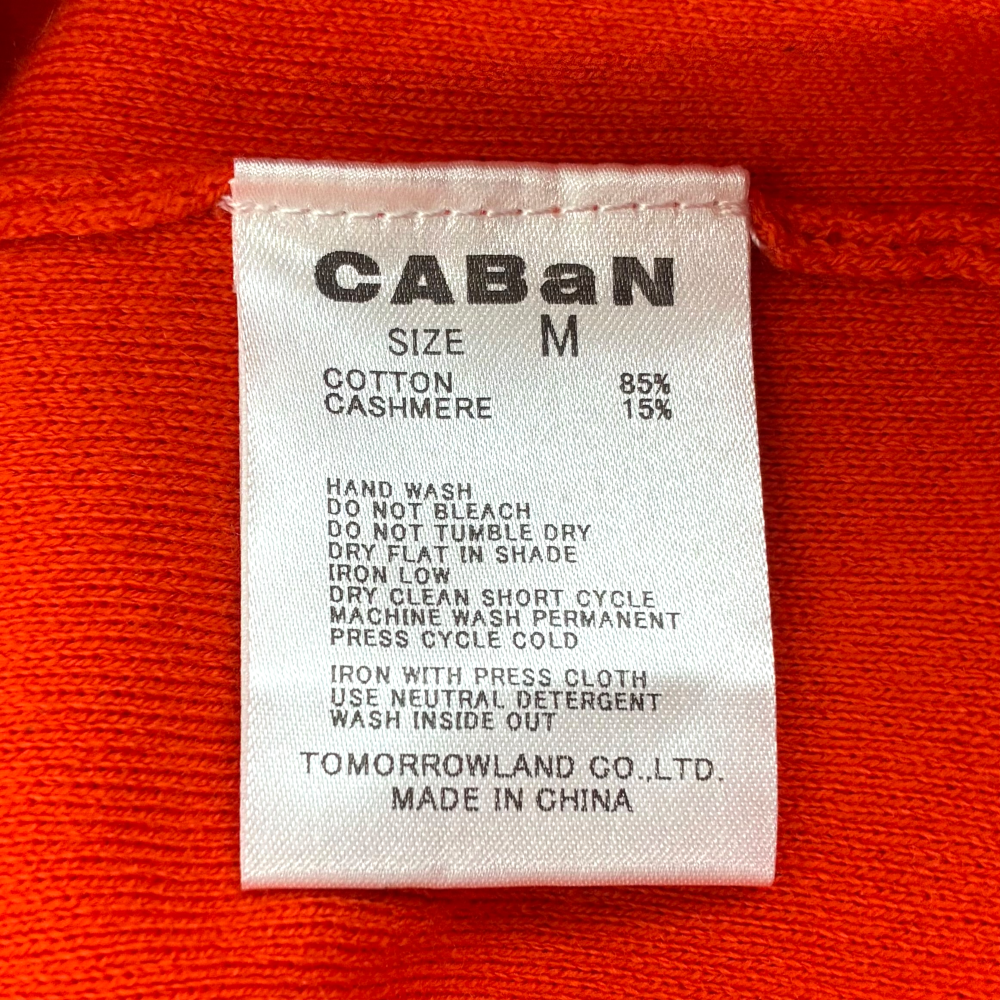 CABaN
SIZE M
COTTON 85%
CASHMERE 15%
HAND WASH
DO NOT BLEACH
DO NOT TUMBLE DRY
DRY FLAT IN SHADE
IRON LOW
DRY CLEAN SHORT CYCLE
MACHINE WASH PERMANENT
PRESS CYCLE COLD
IRON WITH PRESS CLOTH
USE NEUTRAL DETERGENT
WASH INSIDE OUT
TOMORROWLAND CO.,LTD.
MADE IN CHINA